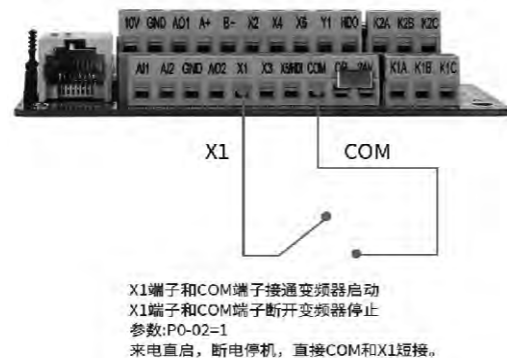 10V GND AO1 A+ B- X2 X4 X6 Y1 HDO K2A K2B K2C
AI1 AI2 GND AO2 X1 X3 X5/HDI COM OP 24V K1A K1B K1C
X1 COM
X1端子和COM端子接通变频器启动
X1端子和COM端子断开变频器停止
参数:P0-02=1
来电直启，断电停机，直接COM和X1短接。